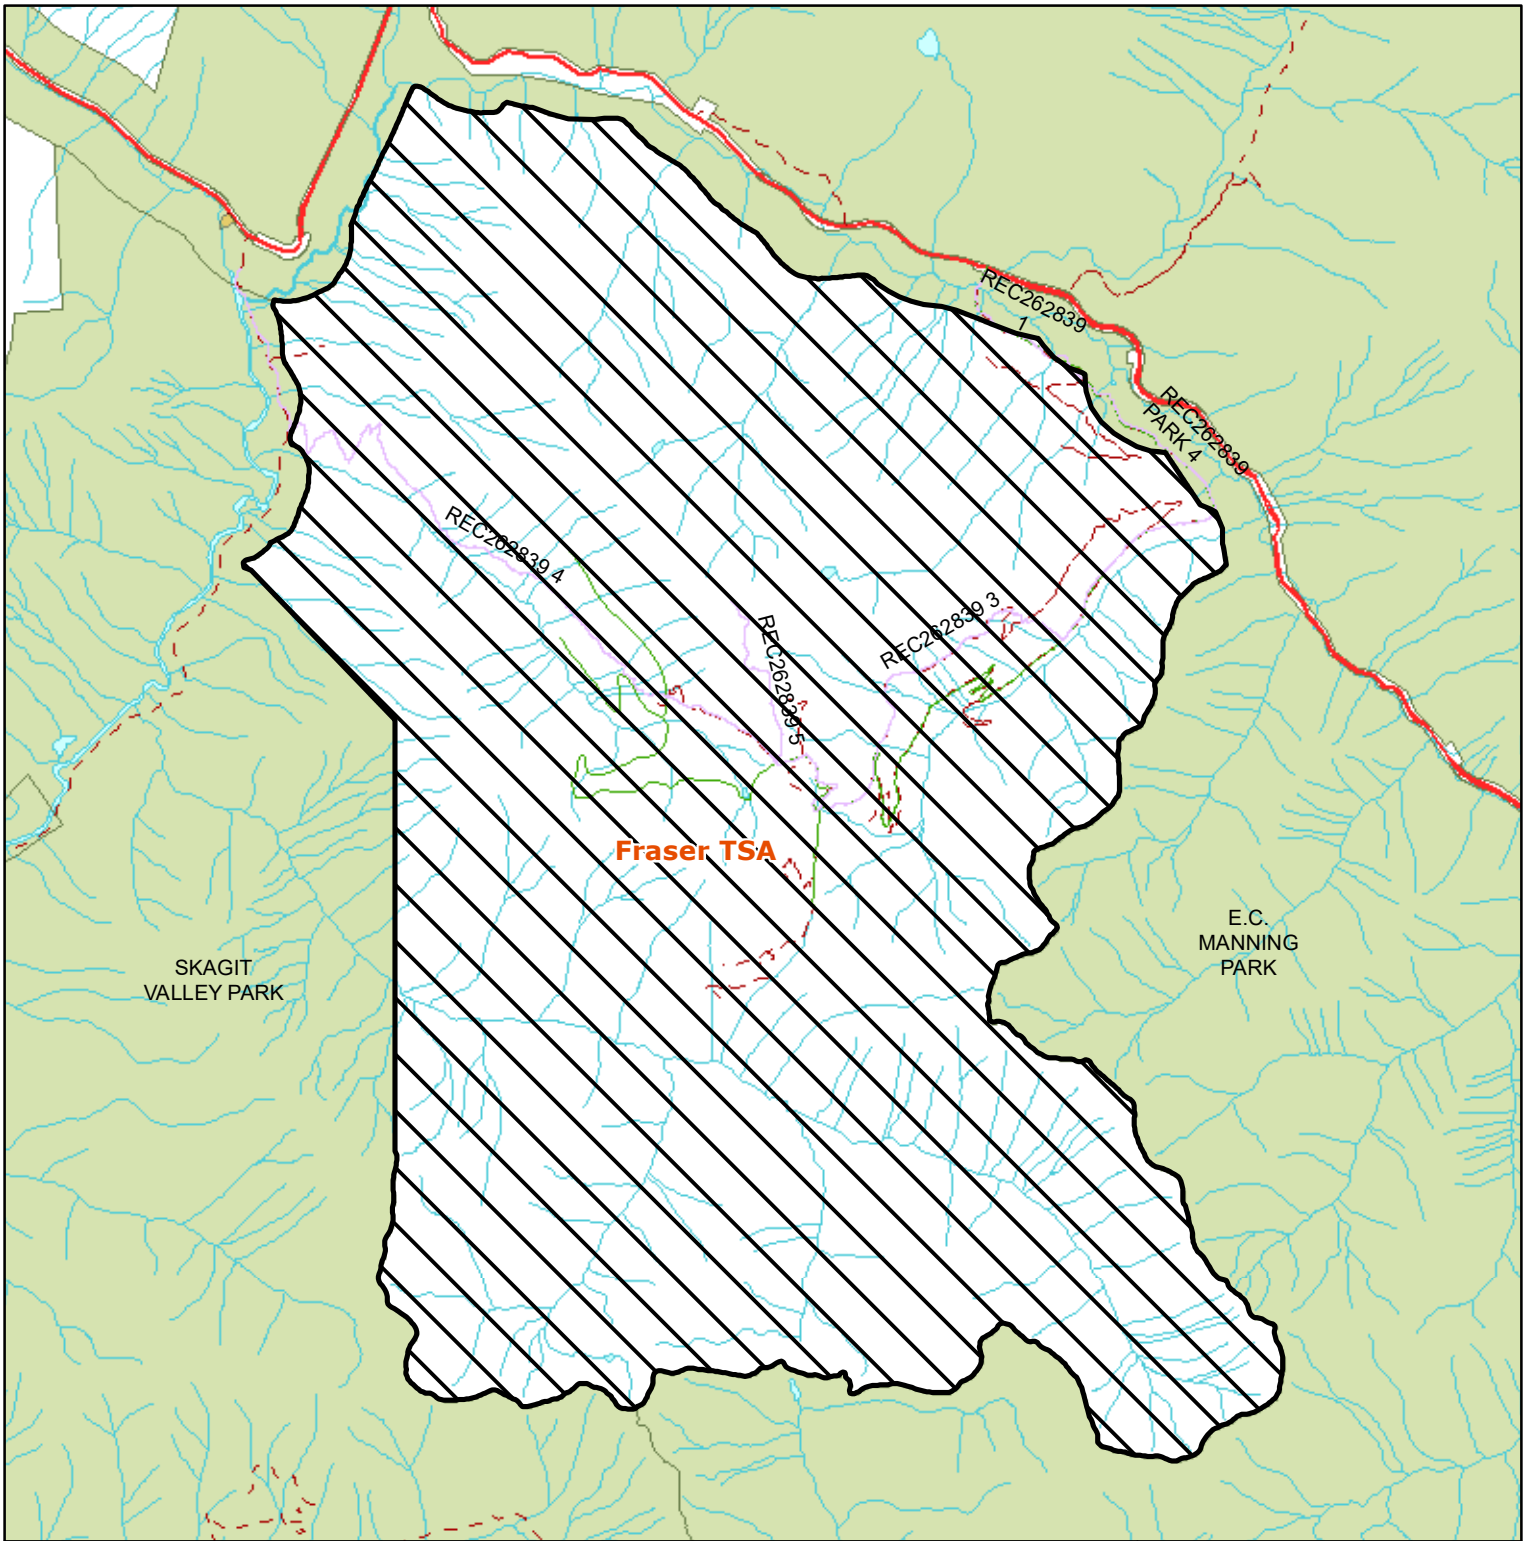 REC262839
1
REC262839
PARK 4
REC262839 4
REC262839 3
REC262839 5
Fraser TSA
E.C.
MANNING
PARK
SKAGIT
VALLEY PARK